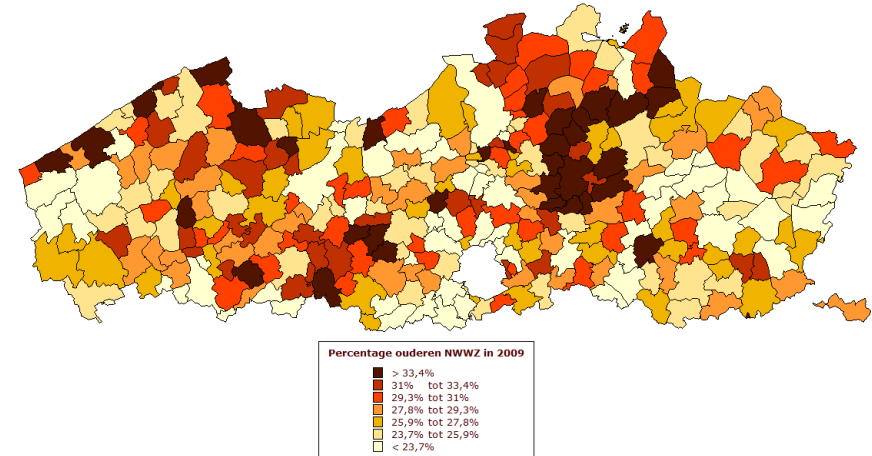 Percentage ouderen NWWZ in 2009
> 33,4%
31% tot 33,4%
29,3% tot 31%
27,8% tot 29,3%
25,9% tot 27,8%
23,7% tot 25,9%
< 23,7%